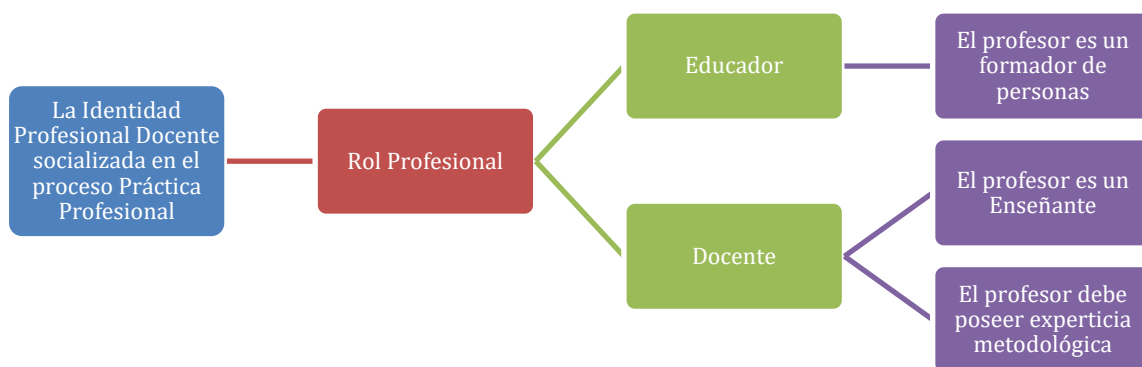 La Identidad
Profesional Docente
socializada en el
proceso Práctica
Profesional
Rol Profesional
Educador
El profesor es un
formador de
personas
Docente
El profesor es un
Enseñante
El profesor debe
poseer experticia
metodológica